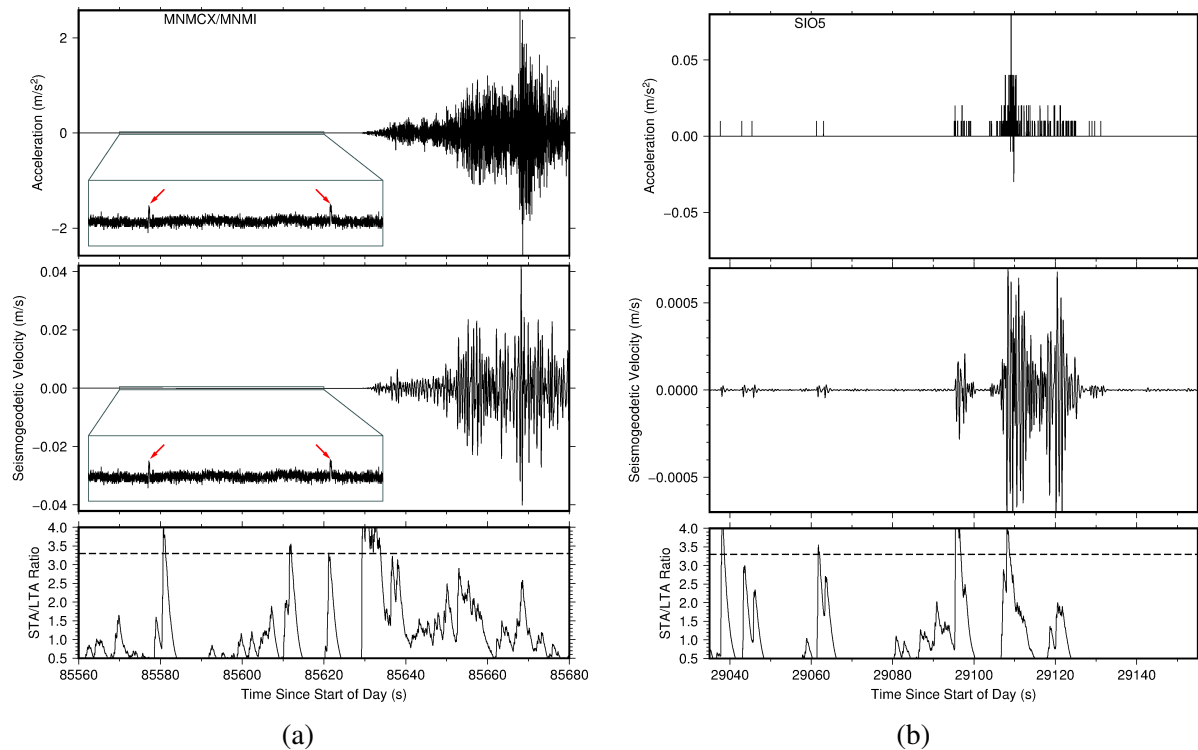 MNMCX/MNMI
Acceleration (m/s²)
2
0
−2
Seismogeodetic Velocity (m/s)
0.04
0.02
0.00
−0.02
−0.04
STA/LTA Ratio
4.0
3.5
3.0
2.5
2.0
1.5
1.0
0.5
85560 85580 85600 85620 85640 85660 85680
Time Since Start of Day (s)
(a)
SIO5
Acceleration (m/s²)
0.05
0.00
−0.05
Seismogeodetic Velocity (m/s)
0.0005
0.0000
−0.0005
STA/LTA Ratio
4.0
3.5
3.0
2.5
2.0
1.5
1.0
0.5
29040 29060 29080 29100 29120 29140
Time Since Start of Day (s)
(b)